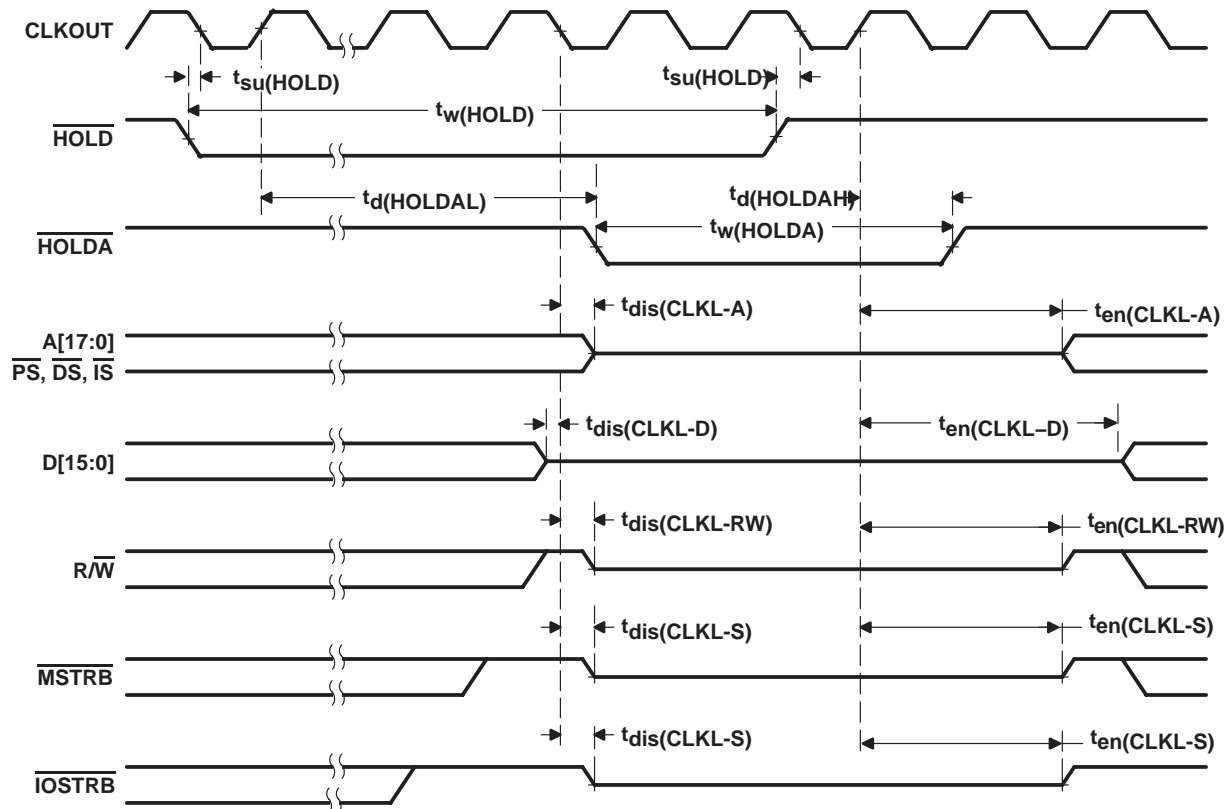 CLKOUT
tsu(HOLD)
tsu(HOLD)
tw(HOLD)
HOLD
td(HOLDAL)
td(HOLDAH)
tw(HOLDA)
HOLDA
tdis(CLKL-A)
ten(CLKL-A)
A[17:0]
PS, DS, IS
tdis(CLKL-D)
ten(CLKL–D)
D[15:0]
tdis(CLKL-RW)
ten(CLKL-RW)
R/W
tdis(CLKL-S)
ten(CLKL-S)
MSTRB
tdis(CLKL-S)
ten(CLKL-S)
IOSTRB